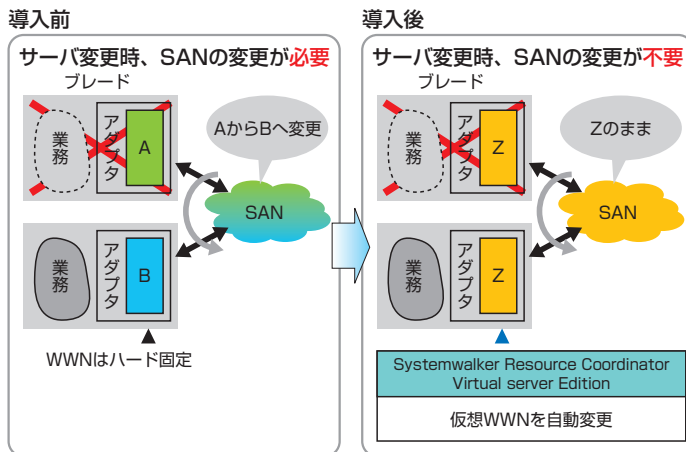 導入前
サーバ変更時、SANの変更が必要
ブレード
業務
アダプタ
A
AからBへ変更
SAN
業務
アダプタ
B
WWNはハード固定
導入後
サーバ変更時、SANの変更が不要
ブレード
業務
アダプタ
Z
Zのまま
SAN
業務
アダプタ
Z
Systemwalker Resource Coordinator
Virtual server Edition
仮想WWNを自動変更